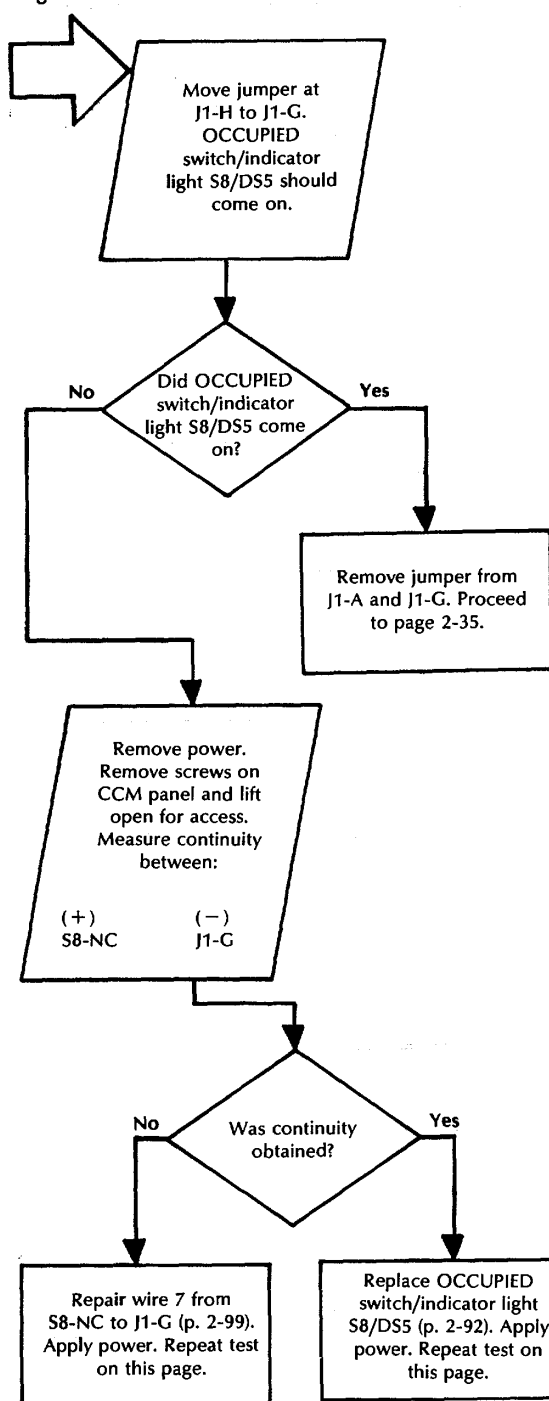 Move jumper at
J1-H to J1-G.
OCCUPIED
switch/indicator
light S8/DS5 should
come on.
No
Did OCCUPIED
switch/indicator
light S8/DS5 come
on?
Yes
Remove jumper from
J1-A and J1-G. Proceed
to page 2-35.
Remove power.
Remove screws on
CCM panel and lift
open for access.
Measure continuity
between:
(+) (−)
S8-NC J1-G
No
Was continuity
obtained?
Yes
Repair wire 7 from
S8-NC to J1-G (p. 2-99).
Apply power. Repeat test
on this page.
Replace OCCUPIED
switch/indicator light
S8/DS5 (p. 2-92). Apply
power. Repeat test on
this page.